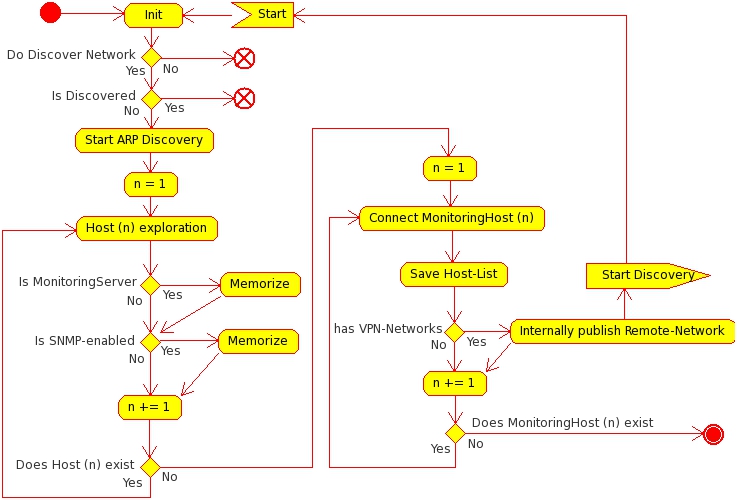 Init
Start
Do Discover Network
Yes
No
Is Discovered
No
Yes
Start ARP Discovery
n = 1
Host (n) exploration
Is MonitoringServer
No
Yes
Memorize
Is SNMP-enabled
No
Yes
Memorize
n += 1
Does Host (n) exist
Yes
No
n = 1
Connect MonitoringHost (n)
Save Host-List
has VPN-Networks
No
Yes
Internally publish Remote-Network
Start Discovery
n += 1
Does MonitoringHost (n) exist
Yes
No